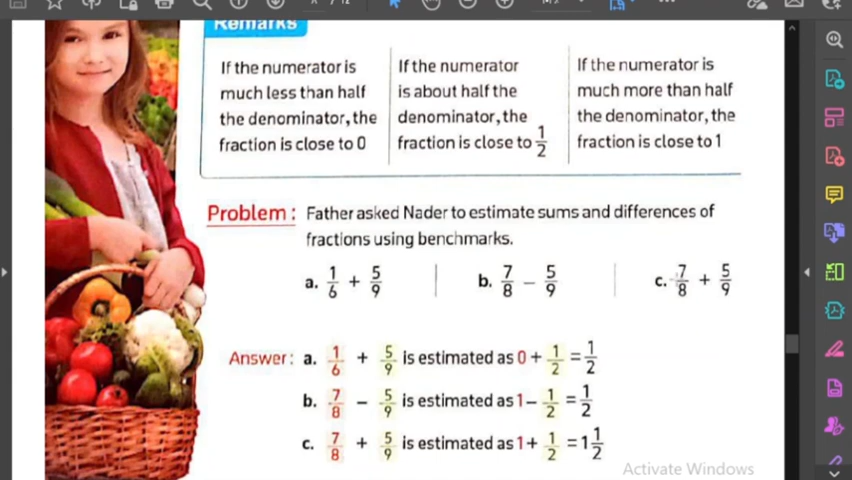 Remarks
If the numerator is
much less than half
the denominator, the
fraction is close to 0
If the numerator
is about half the
denominator, the
fraction is close to 1/2
If the numerator is
much more than half
the denominator, the
fraction is close to 1
Problem : Father asked Nader to estimate sums and differences of
fractions using benchmarks.
a. 1/6 + 5/9
b. 7/8 − 5/9
c. 7/8 + 5/9
Answer : a. 1/6 + 5/9 is estimated as 0 + 1/2 = 1/2
b. 7/8 − 5/9 is estimated as 1 − 1/2 = 1/2
c. 7/8 + 5/9 is estimated as 1 + 1/2 = 1 1/2
Activate Windows